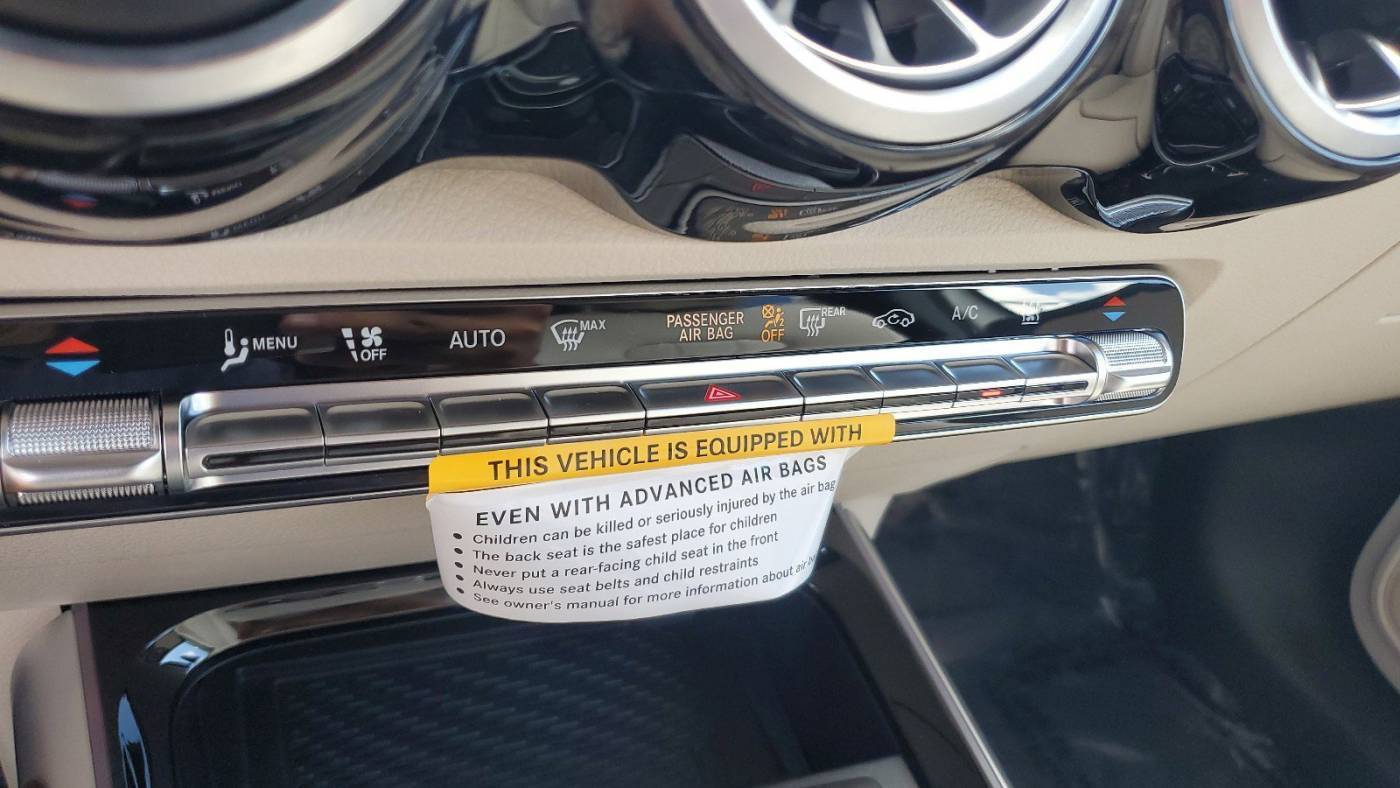 MENU
OFF
AUTO
MAX
PASSENGER
AIR BAG
2
OFF
REAR
A/C
THIS VEHICLE IS EQUIPPED WITH
EVEN WITH ADVANCED AIR BAGS
• Children can be killed or seriously injured by the air bag
• The back seat is the safest place for children
• Never put a rear-facing child seat in the front
• Always use seat belts and child restraints
• See owner's manual for more information about air